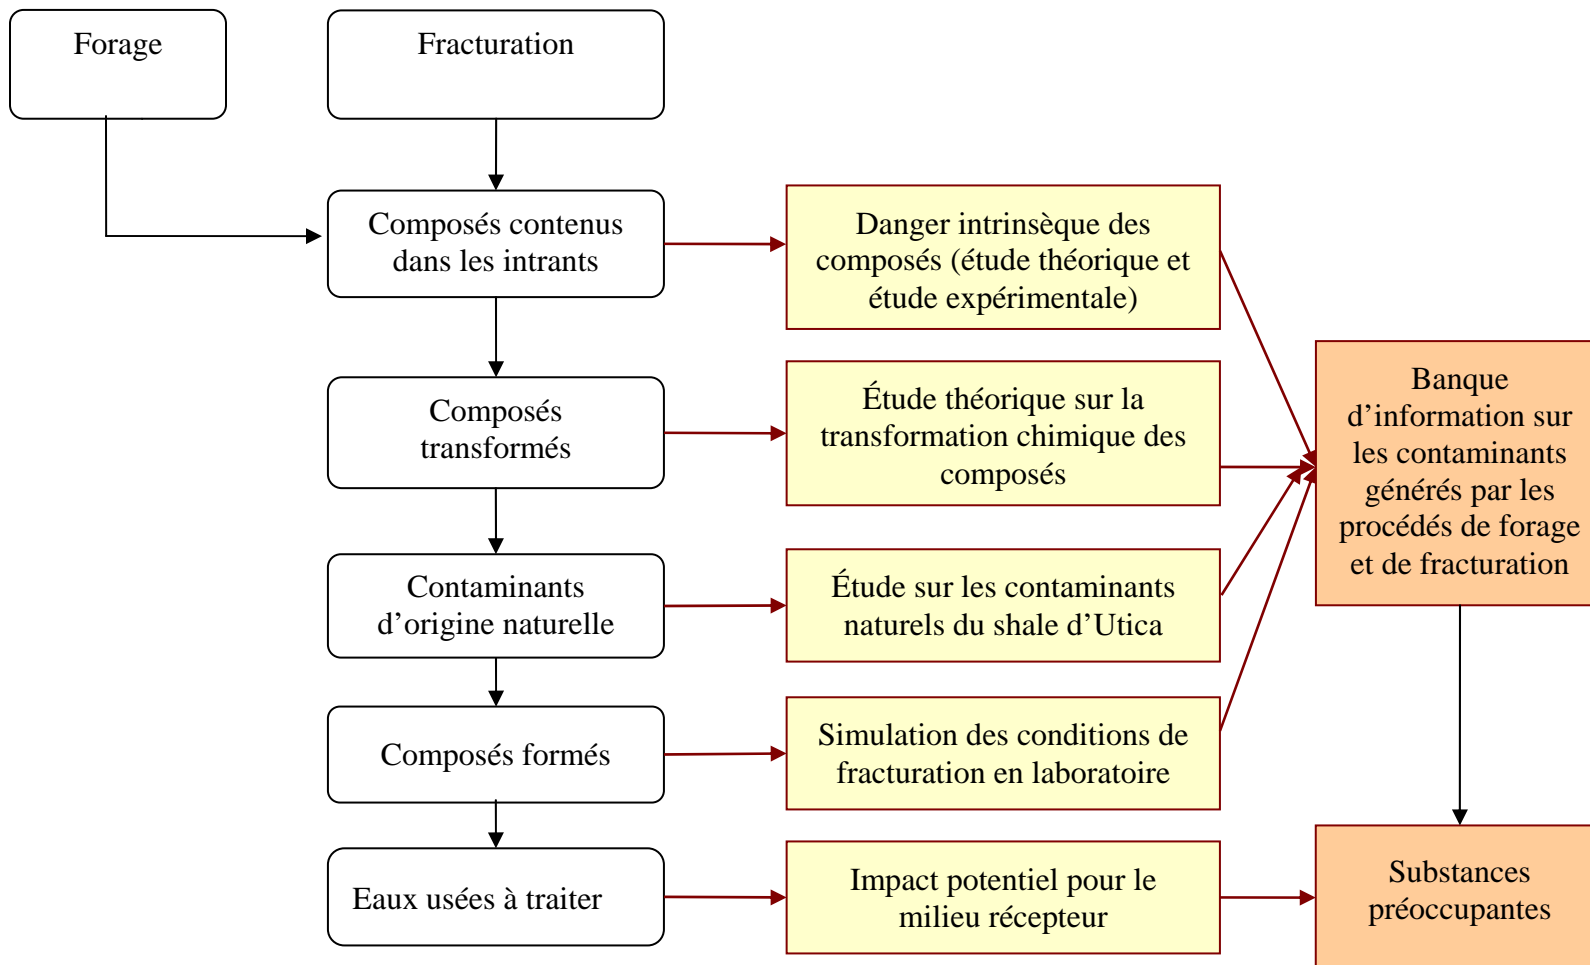 Forage
Fracturation
Composés contenus
dans les intrants
Danger intrinsèque des
composés (étude théorique et
étude expérimentale)
Composés
transformés
Étude théorique sur la
transformation chimique des
composés
Banque
d’information sur
les contaminants
générés par les
procédés de forage
et de fracturation
Contaminants
d’origine naturelle
Étude sur les contaminants
naturels du shale d’Utica
Composés formés
Simulation des conditions de
fracturation en laboratoire
Eaux usées à traiter
Impact potentiel pour le
milieu récepteur
Substances
préoccupantes